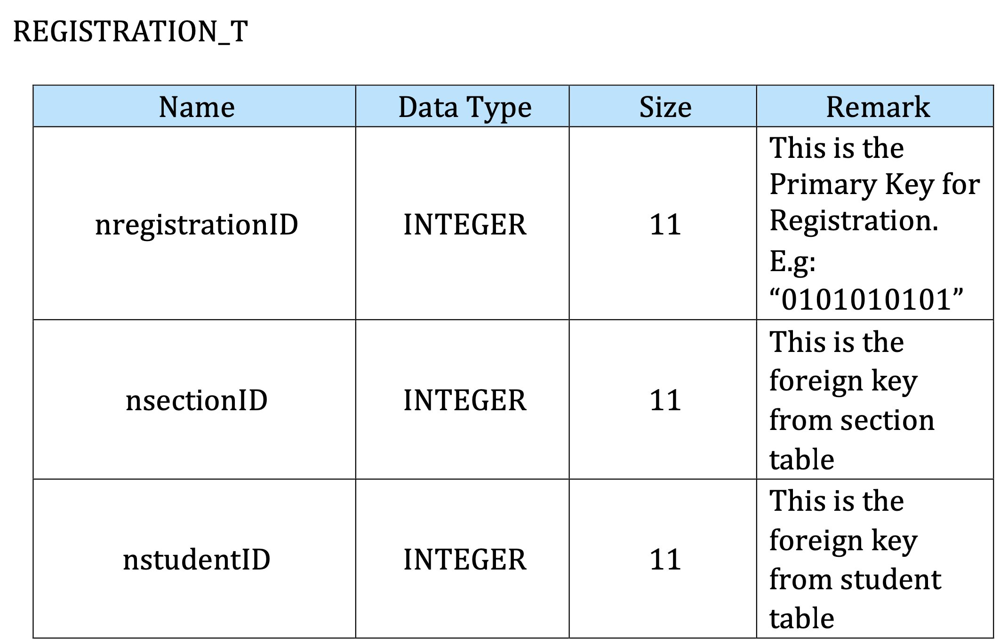 REGISTRATION_T
Name Data Type Size Remark
nregistrationID INTEGER 11 This is the
Primary Key for
Registration.
E.g:
“0101010101”
nsectionID INTEGER 11 This is the
foreign key
from section
table
nstudentID INTEGER 11 This is the
foreign key
from student
table